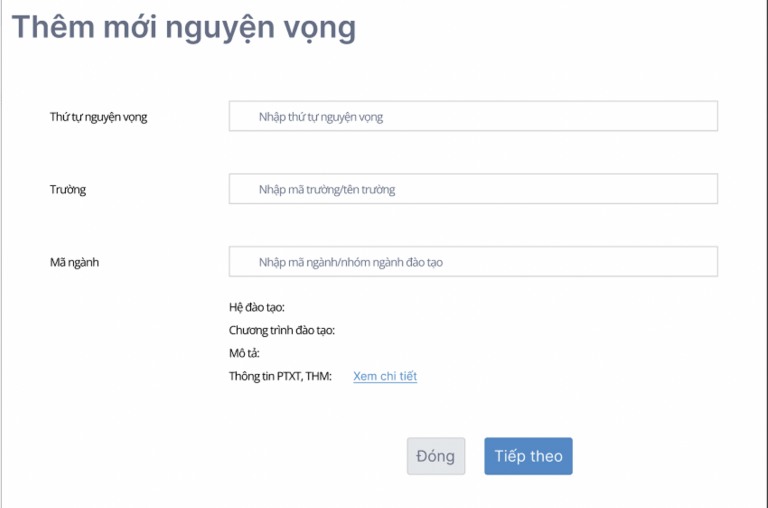 Thêm mới nguyện vọng
Thứ tự nguyện vọng
Nhập thứ tự nguyện vọng
Trường
Nhập mã trường/tên trường
Mã ngành
Nhập mã ngành/nhóm ngành đào tạo
Hệ đào tạo:
Chương trình đào tạo:
Mô tả:
Thông tin PTXT, THM: Xem chi tiết
Đóng
Tiếp theo